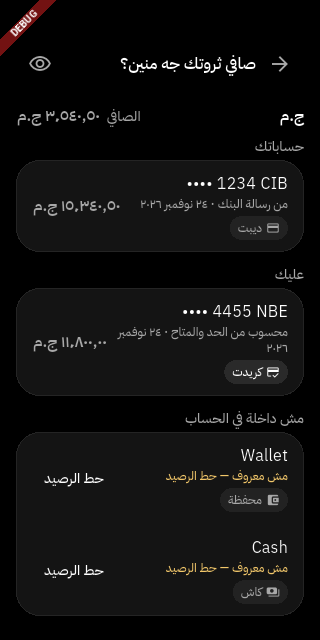 DEBUG
صافي ثروتك جه منين؟
ج.م
الصافي ٣,٥٤٠,٥٠ ج.م
حساباتك
•••• 1234 CIB
من رسالة البنك · ٢٤ نوفمبر ٢٠٢٦
١٥,٣٤٠,٥٠ ج.م
ديبت
عليك
•••• 4455 NBE
محسوب من الحد والمتاح · ٢٤ نوفمبر
٢٠٢٦
١١,٨٠٠,٠٠ ج.م
كريدت
مش داخلة في الحساب
Wallet
مش معروف — حط الرصيد
حط الرصيد
محفظة
Cash
مش معروف — حط الرصيد
حط الرصيد
كاش